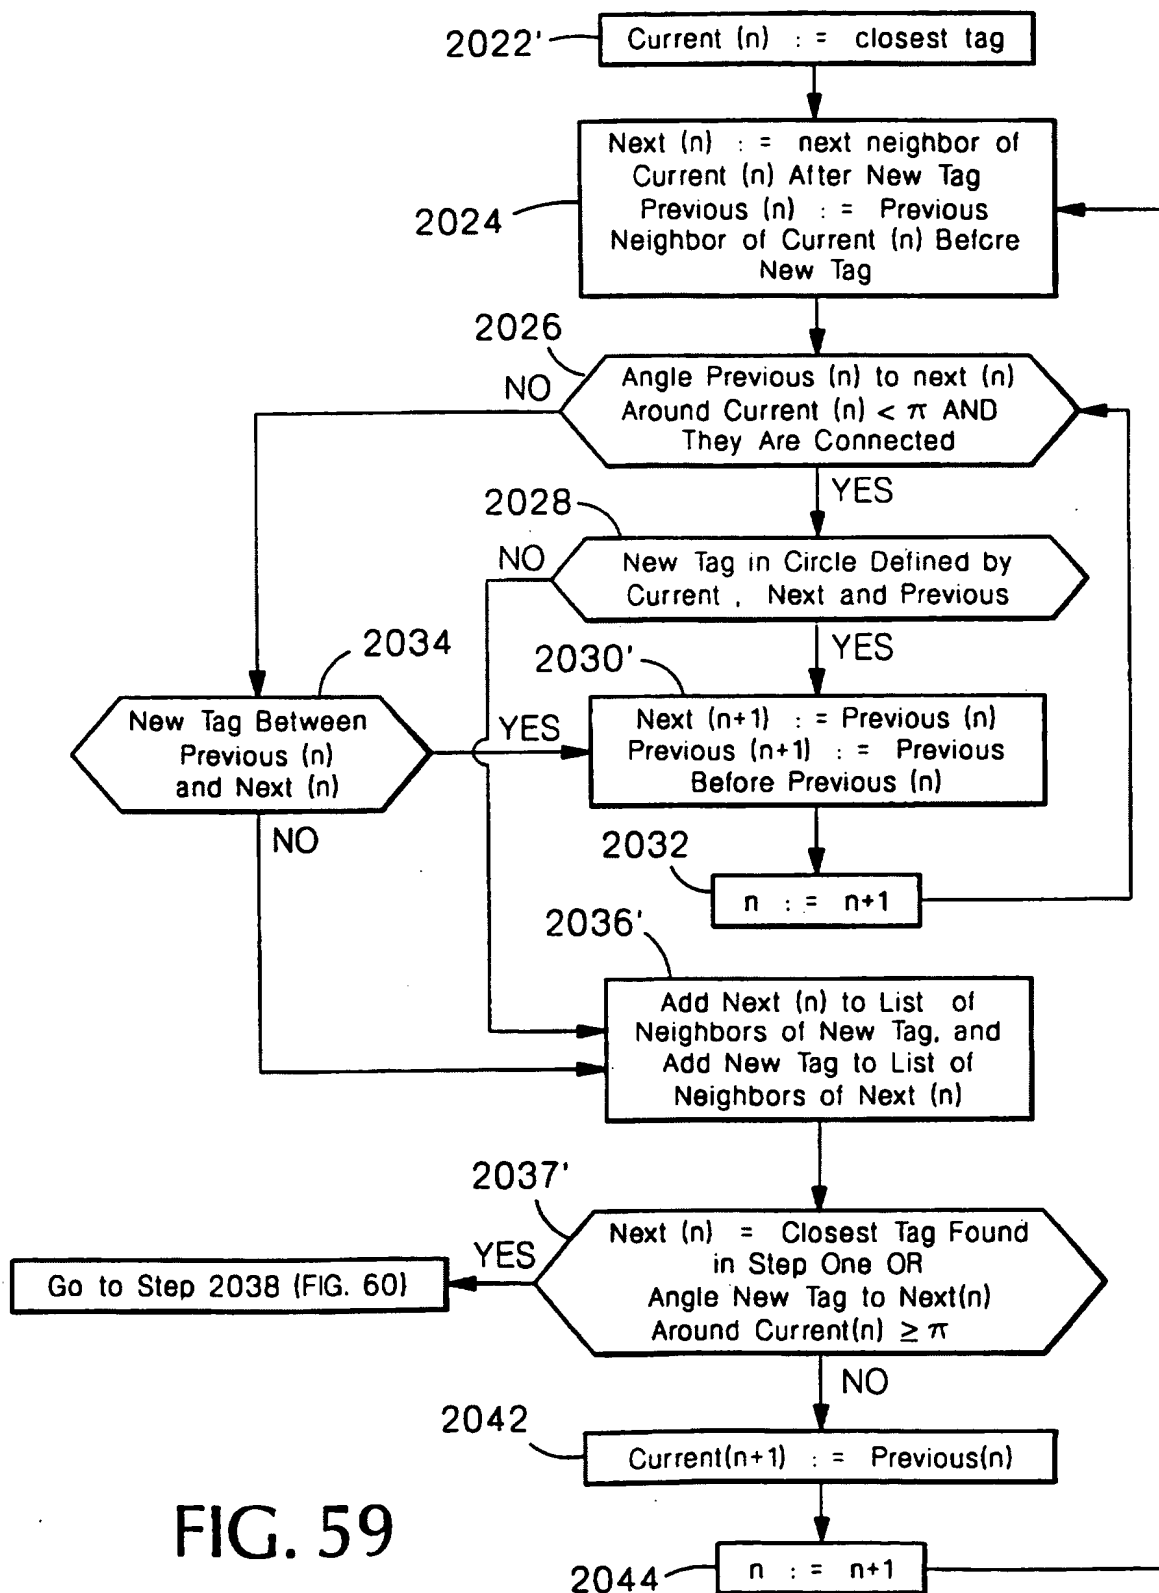 2022'
Current (n) : = closest tag
Next (n) : = next neighbor of
Current (n) After New Tag
Previous (n) : = Previous
Neighbor of Current (n) Before
New Tag
2024
2026
NO
Angle Previous (n) to next (n)
Around Current (n) < π AND
They Are Connected
YES
2028
NO
New Tag in Circle Defined by
Current , Next and Previous
YES
2034
New Tag Between
Previous (n)
and Next (n)
YES
NO
2030'
Next (n+1) : = Previous (n)
Previous (n+1) : = Previous
Before Previous (n)
2032
n : = n+1
2036'
Add Next (n) to List of
Neighbors of New Tag, and
Add New Tag to List of
Neighbors of Next (n)
2037'
YES
Next (n) = Closest Tag Found
in Step One OR
Angle New Tag to Next(n)
Around Current(n) ≥ π
Go to Step 2038 (FIG. 60)
NO
2042
Current(n+1) : = Previous(n)
2044
n : = n+1
FIG. 59